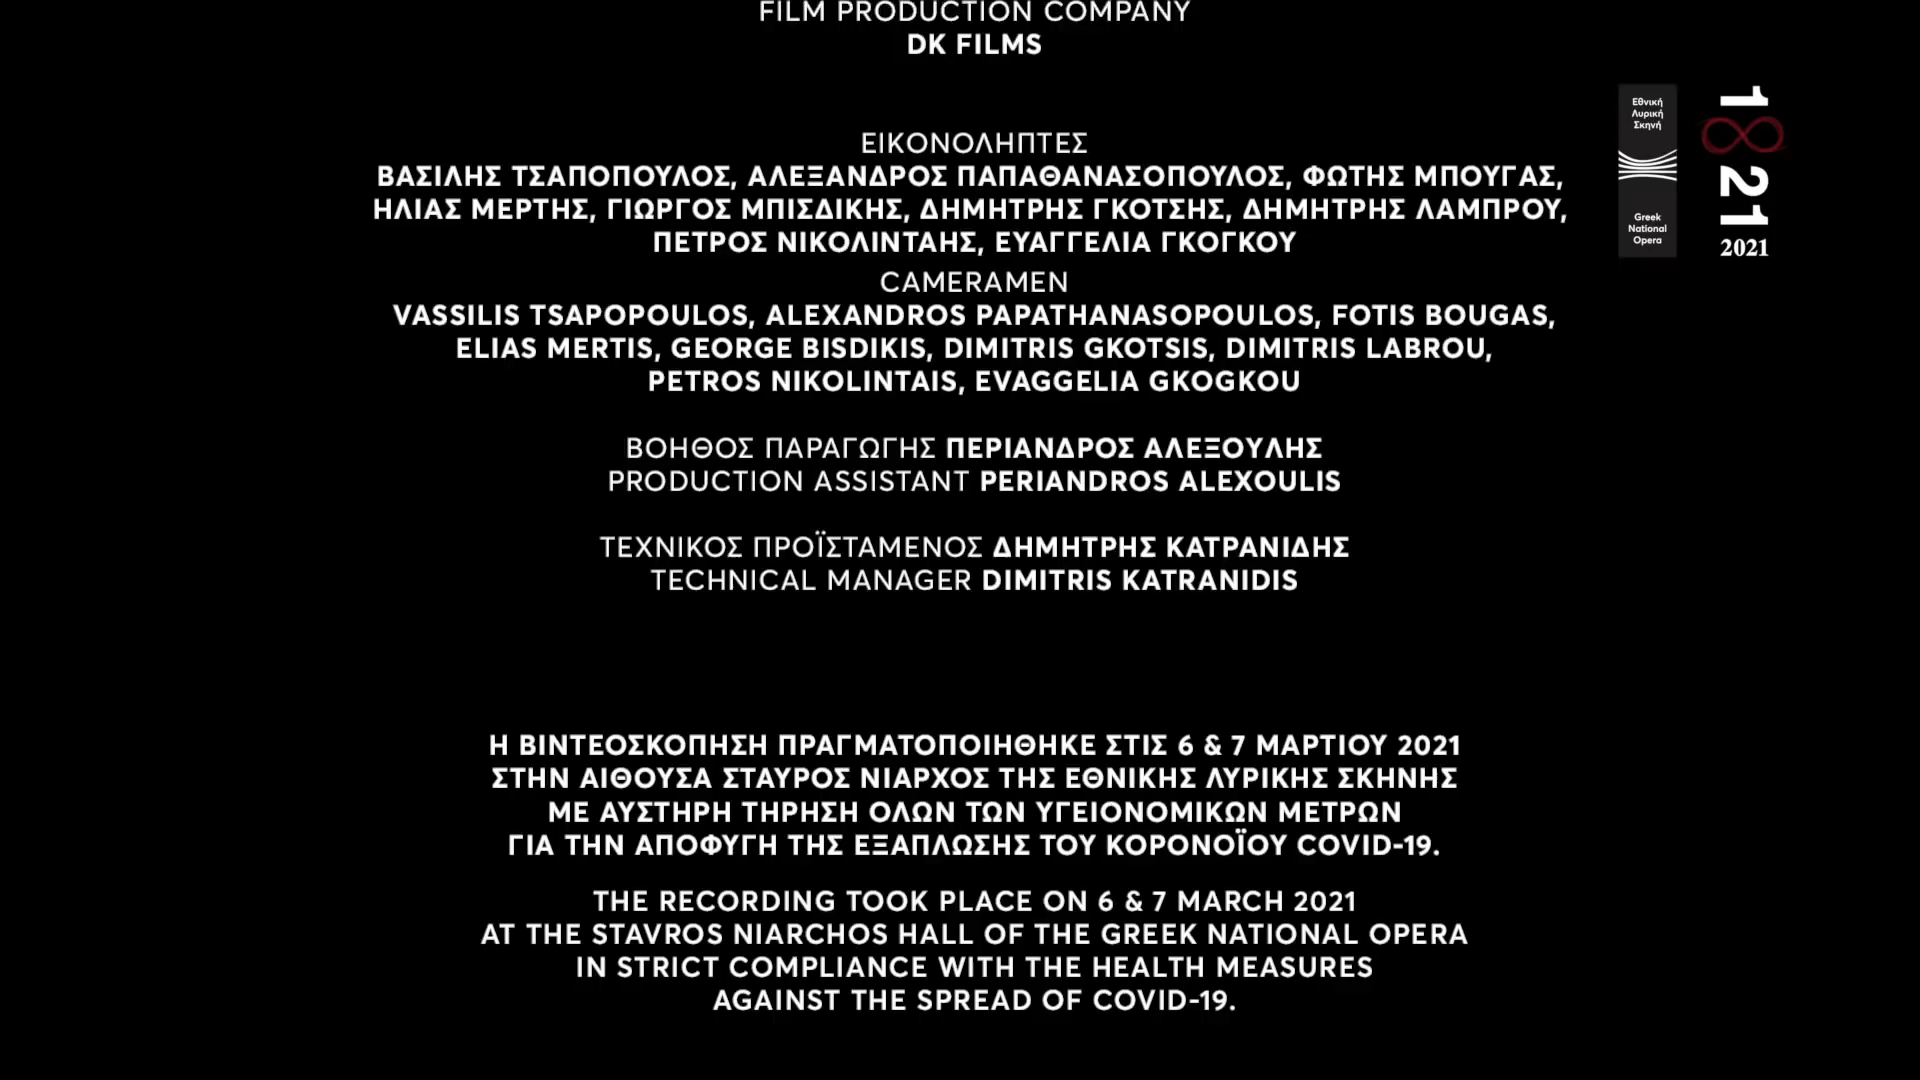 FILM PRODUCTION COMPANY
DK FILMS
ΕΙΚΟΝΟΛΗΠΤΕΣ
ΒΑΣΙΛΗΣ ΤΣΑΠΟΠΟΥΛΟΣ, ΑΛΕΞΑΝΔΡΟΣ ΠΑΠΑΘΑΝΑΣΟΠΟΥΛΟΣ, ΦΩΤΗΣ ΜΠΟΥΓΑΣ,
ΗΛΙΑΣ ΜΕΡΤΗΣ, ΓΙΩΡΓΟΣ ΜΠΙΣΔΙΚΗΣ, ΔΗΜΗΤΡΗΣ ΓΚΟΤΣΗΣ, ΔΗΜΗΤΡΗΣ ΛΑΜΠΡΟΥ,
ΠΕΤΡΟΣ ΝΙΚΟΛΙΝΤΑΗΣ, ΕΥΑΓΓΕΛΙΑ ΓΚΟΓΚΟΥ
CAMERAMEN
VASSILIS TSAPOPOULOS, ALEXANDROS PAPATHANASOPOULOS, FOTIS BOUGAS,
ELIAS MERTIS, GEORGE BISDIKIS, DIMITRIS GKOTSIS, DIMITRIS LABROU,
PETROS NIKOLINTAIS, EVAGGELIA GKOGKOU
ΒΟΗΘΟΣ ΠΑΡΑΓΩΓΗΣ ΠΕΡΙΑΝΔΡΟΣ ΑΛΕΞΟΥΛΗΣ
PRODUCTION ASSISTANT PERIANDROS ALEXOULIS
ΤΕΧΝΙΚΟΣ ΠΡΟΪΣΤΑΜΕΝΟΣ ΔΗΜΗΤΡΗΣ ΚΑΤΡΑΝΙΔΗΣ
TECHNICAL MANAGER DIMITRIS KATRANIDIS
Η ΒΙΝΤΕΟΣΚΟΠΗΣΗ ΠΡΑΓΜΑΤΟΠΟΙΗΘΗΚΕ ΣΤΙΣ 6 & 7 ΜΑΡΤΙΟΥ 2021
ΣΤΗΝ ΑΙΘΟΥΣΑ ΣΤΑΥΡΟΣ ΝΙΑΡΧΟΣ ΤΗΣ ΕΘΝΙΚΗΣ ΛΥΡΙΚΗΣ ΣΚΗΝΗΣ
ΜΕ ΑΥΣΤΗΡΗ ΤΗΡΗΣΗ ΟΛΩΝ ΤΩΝ ΥΓΕΙΟΝΟΜΙΚΩΝ ΜΕΤΡΩΝ
ΓΙΑ ΤΗΝ ΑΠΟΦΥΓΗ ΤΗΣ ΕΞΑΠΛΩΣΗΣ ΤΟΥ ΚΟΡΟΝΟΪΟΥ COVID-19.
THE RECORDING TOOK PLACE ON 6 & 7 MARCH 2021
AT THE STAVROS NIARCHOS HALL OF THE GREEK NATIONAL OPERA
IN STRICT COMPLIANCE WITH THE HEALTH MEASURES
AGAINST THE SPREAD OF COVID-19.
Εθνική
Λυρική
Σκηνή
Greek
National
Opera
1821
2021